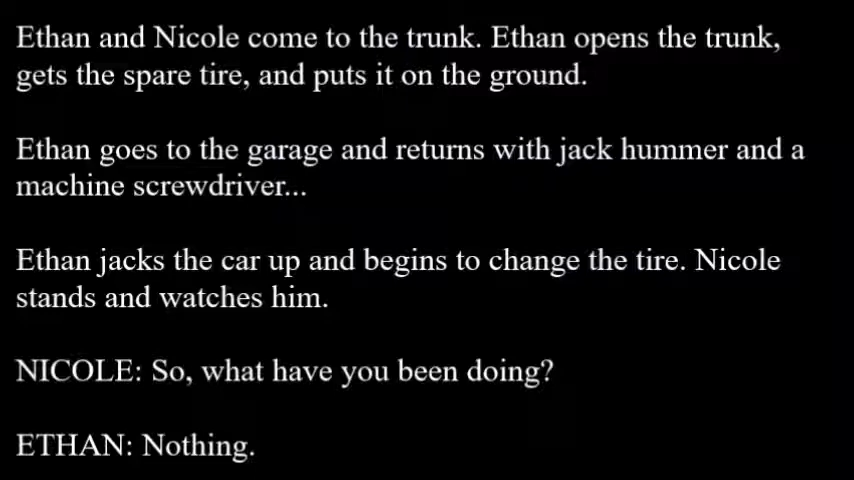 Ethan and Nicole come to the trunk. Ethan opens the trunk,
gets the spare tire, and puts it on the ground.
Ethan goes to the garage and returns with jack hummer and a
machine screwdriver...
Ethan jacks the car up and begins to change the tire. Nicole
stands and watches him.
NICOLE: So, what have you been doing?
ETHAN: Nothing.